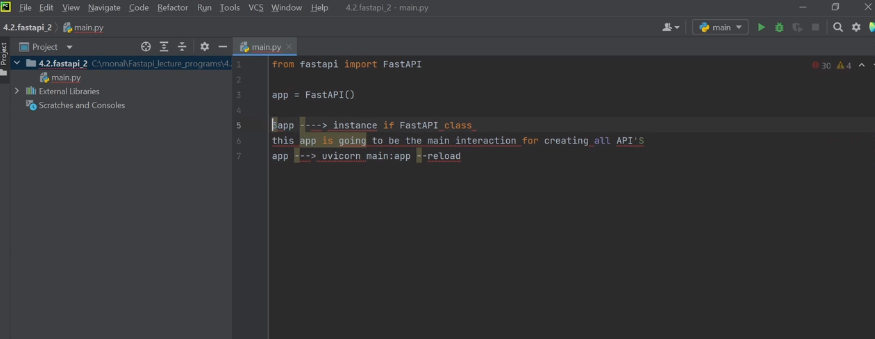 PC File Edit View Navigate Code Refactor Run Tools VCS Window Help 4.2.fastapi_2 - main.py
4.2.fastapi_2 main.py main
Project Project main.py
4.2.fastapi_2 C:\monal\Fastapi_lecture_programs\4.
main.py
External Libraries
Scratches and Consoles
30 4
1 from fastapi import FastAPI
2
3 app = FastAPI()
4
5 app ----> instance if FastAPI class
6 this app is going to be the main interaction for creating all API'S
7 app ---> uvicorn main:app --reload